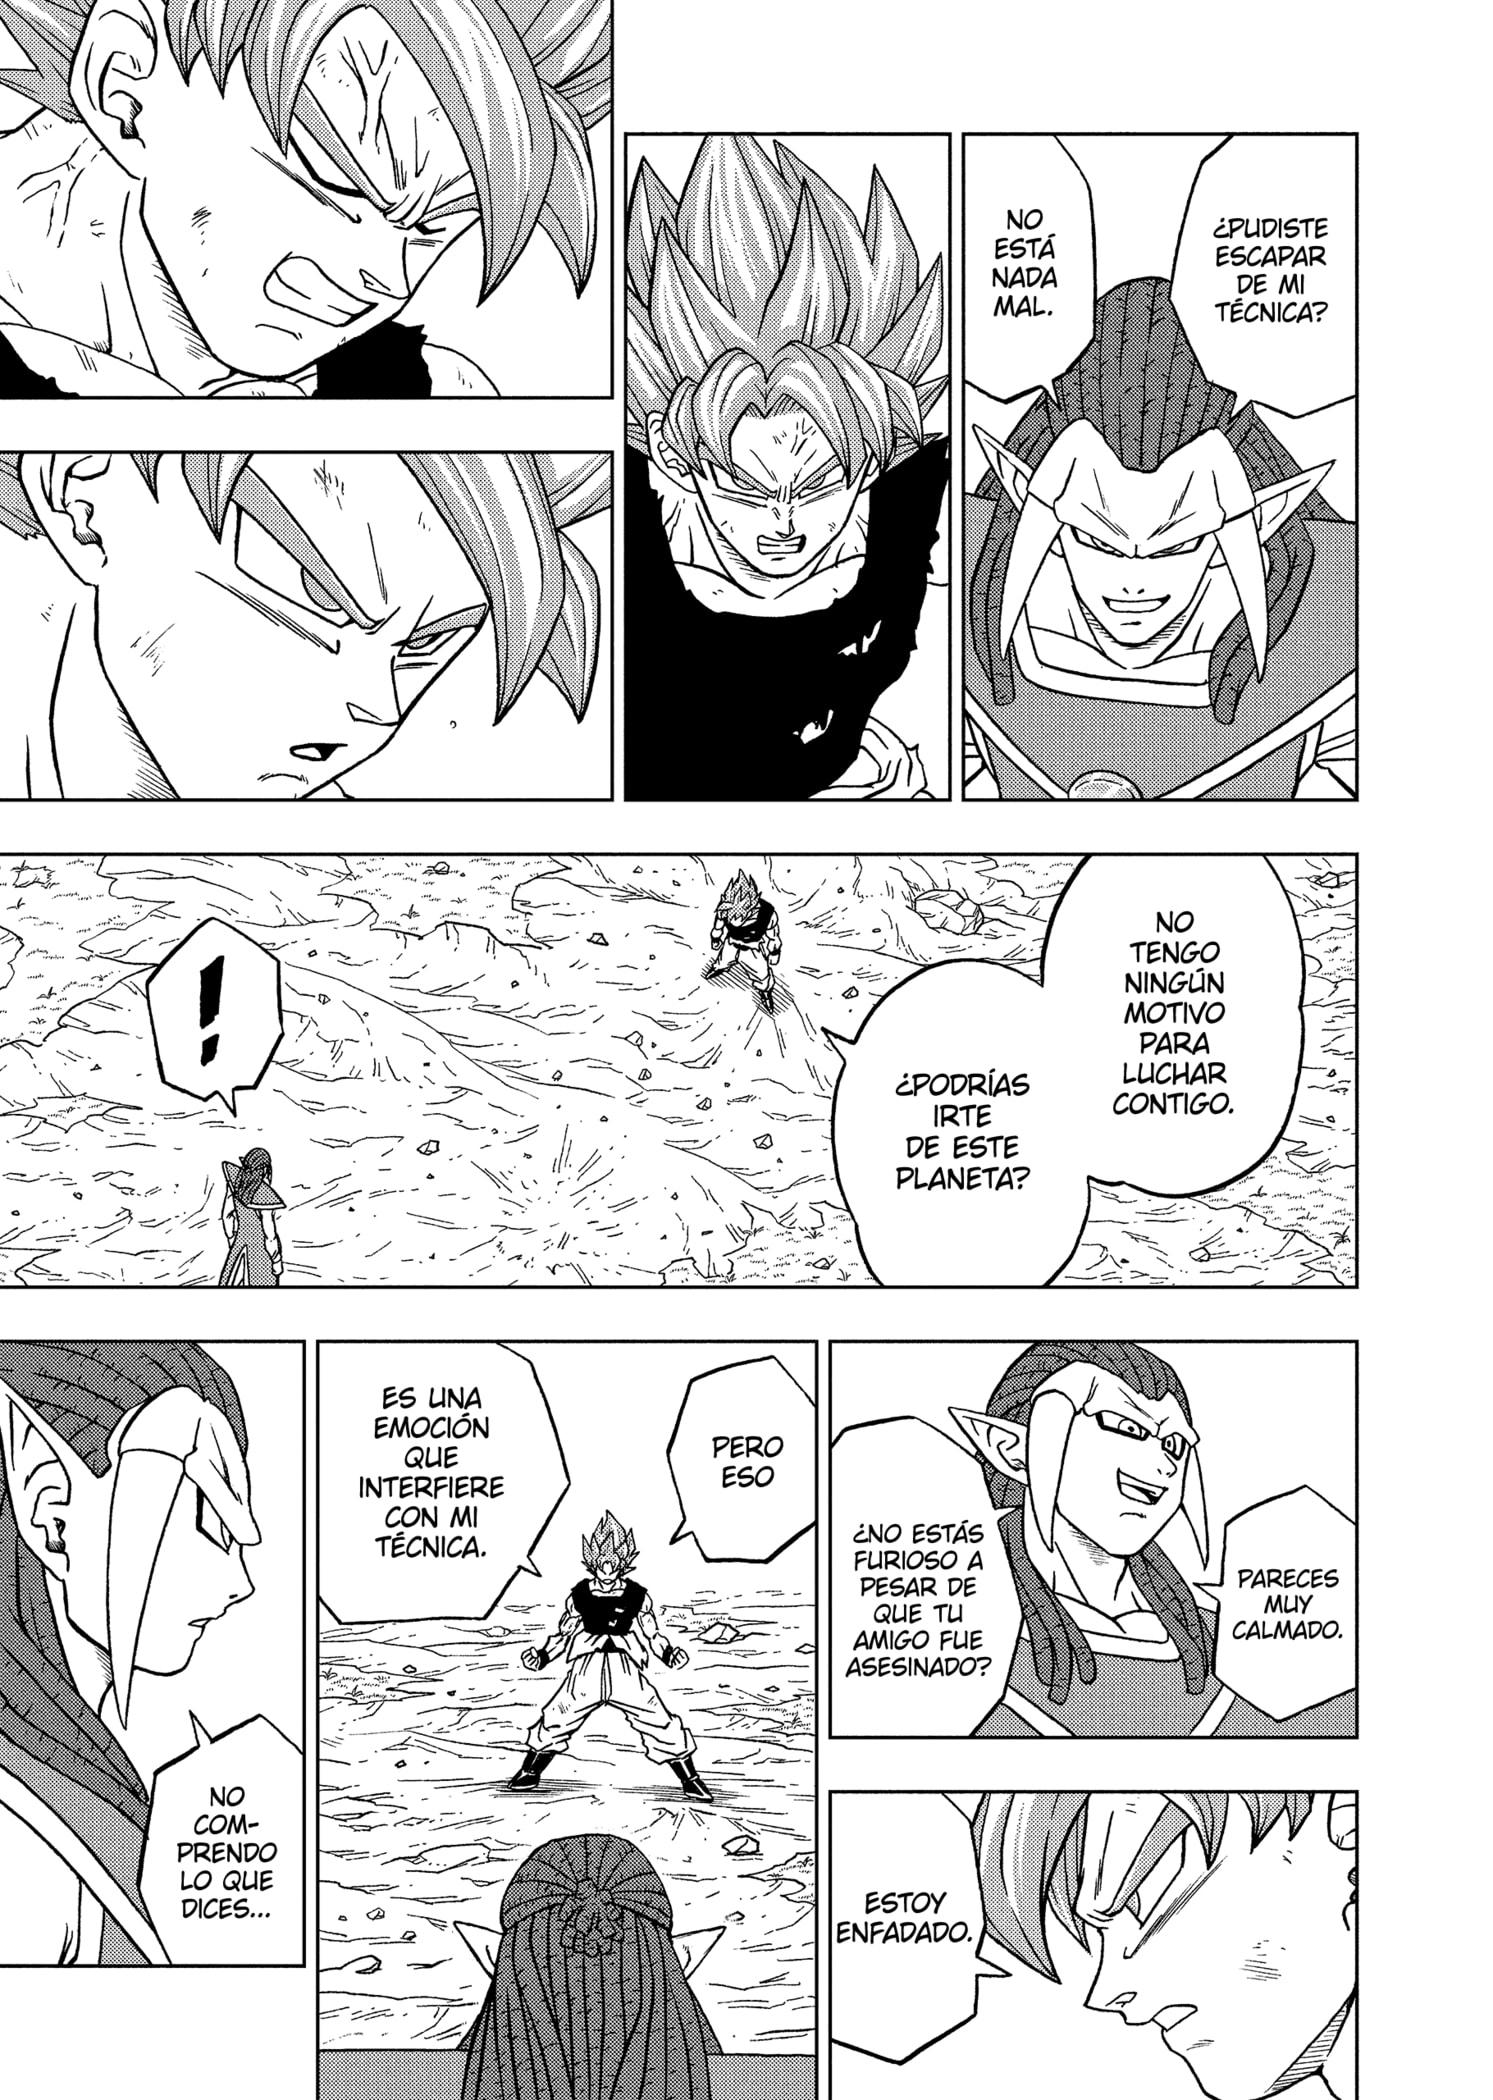 ¿PUDISTE
ESCAPAR
DE MI
TÉCNICA?
NO
ESTÁ
NADA
MAL.
NO
TENGO
NINGÚN
MOTIVO
PARA
LUCHAR
CONTIGO.
¿PODRÍAS
IRTE
DE ESTE
PLANETA?
!
PARECES
MUY
CALMADO.
¿NO ESTÁS
FURIOSO A
PESAR DE
QUE TU
AMIGO FUE
ASESINADO?
ESTOY
ENFADADO.
PERO
ESO
ES UNA
EMOCIÓN
QUE
INTERFIERE
CON MI
TÉCNICA.
NO
COM-
PRENDO
LO QUE
DICES...